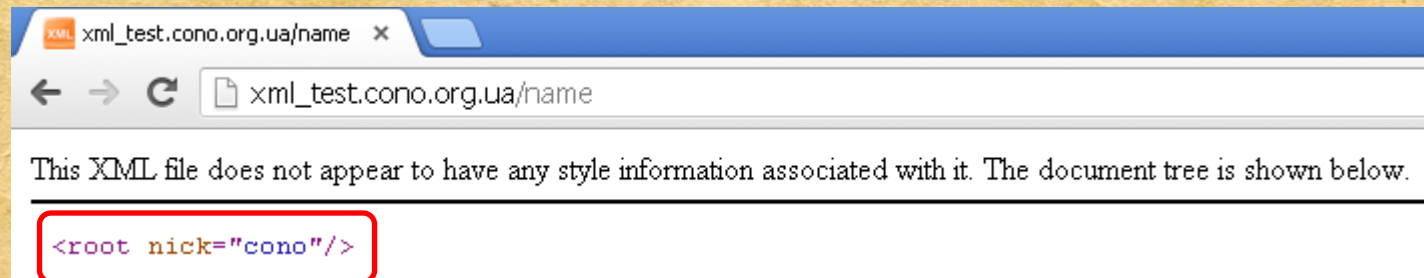 XML xml_test.cono.org.ua/name ×
xml_test.cono.org.ua/name
This XML file does not appear to have any style information associated with it. The document tree is shown below.
<root nick="cono"/>